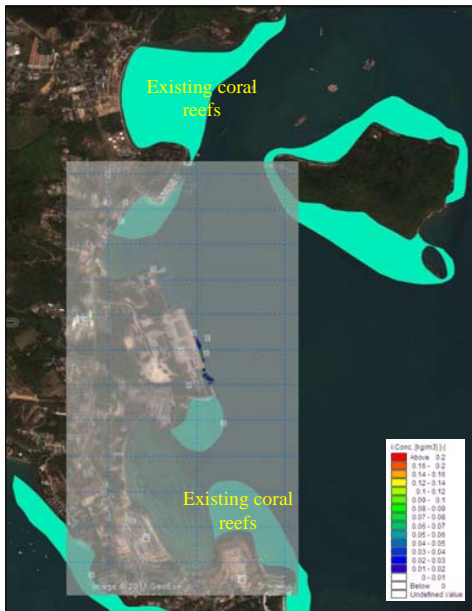 Existing coral
reefs
Existing coral
reefs
I.Conc. [kg/m3] [-]
Above 0.2
0.16 - 0.2
0.14 - 0.16
0.12 - 0.14
0.1 - 0.12
0.09 - 0.1
0.08 - 0.09
0.07 - 0.08
0.06 - 0.07
0.05 - 0.06
0.04 - 0.05
0.03 - 0.04
0.02 - 0.03
0.01 - 0.02
0 - 0.01
Below 0
Undefined Value
Image © 2011 GeoEye